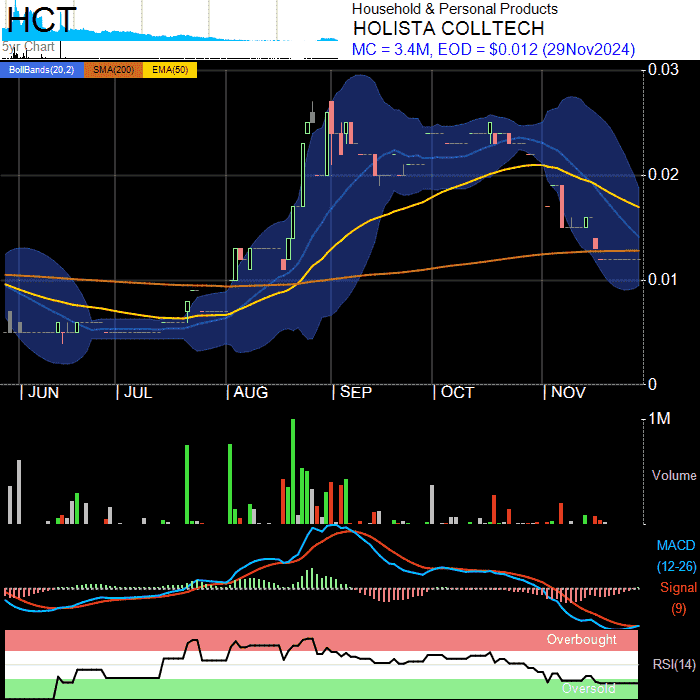 HCT
5yr Chart
Household & Personal Products
HOLISTA COLLTECH
MC = 3.4M, EOD = $0.012 (29Nov2024)
BollBands(20,2) SMA(200) EMA(50)
0.03
0.02
0.01
0
JUN JUL AUG SEP OCT NOV
1M
Volume
MACD
(12-26)
Signal
(9)
Overbought
RSI(14)
Oversold